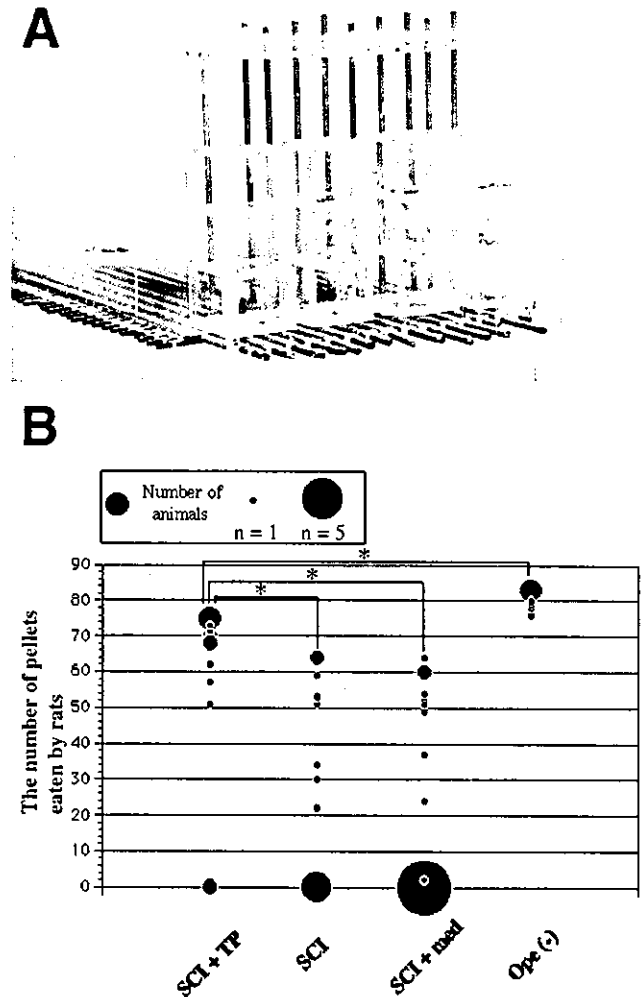 A
B
Number of
animals
n = 1 n = 5
*
*
*
90
80
70
60
50
40
30
20
10
0
The number of pellets
eaten by rats
SCI + TP
SCI
SCI + med
Ope (-)